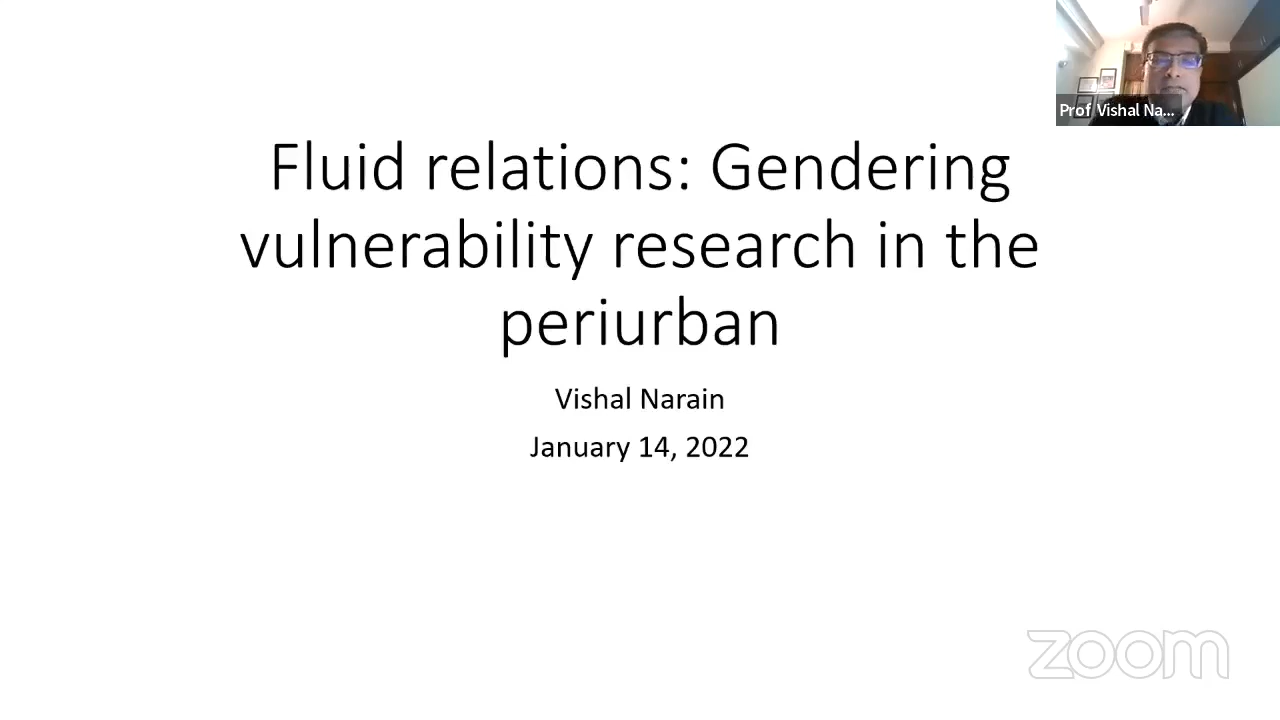 Prof Vishal Na...
Fluid relations: Gendering
vulnerability research in the
periurban
Vishal Narain
January 14, 2022
zoom